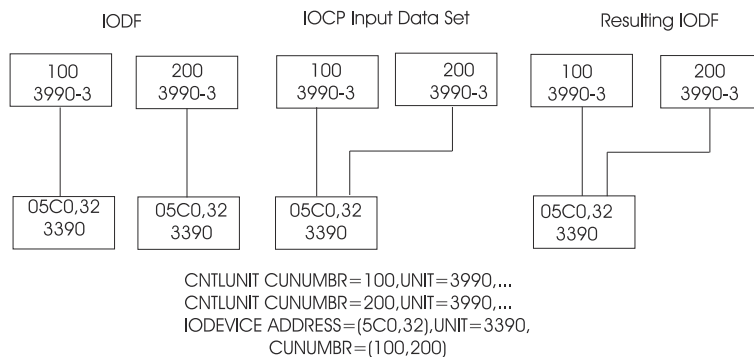 IODF
IOCP Input Data Set
Resulting IODF
100
3990-3
200
3990-3
100
3990-3
200
3990-3
100
3990-3
200
3990-3
05C0,32
3390
05C0,32
3390
05C0,32
3390
05C0,32
3390
CNTLUNIT CUNUMBR=100,UNIT=3990,...
CNTLUNIT CUNUMBR=200,UNIT=3990,...
IODEVICE ADDRESS=(5C0,32),UNIT=3390,
CUNUMBR=(100,200)